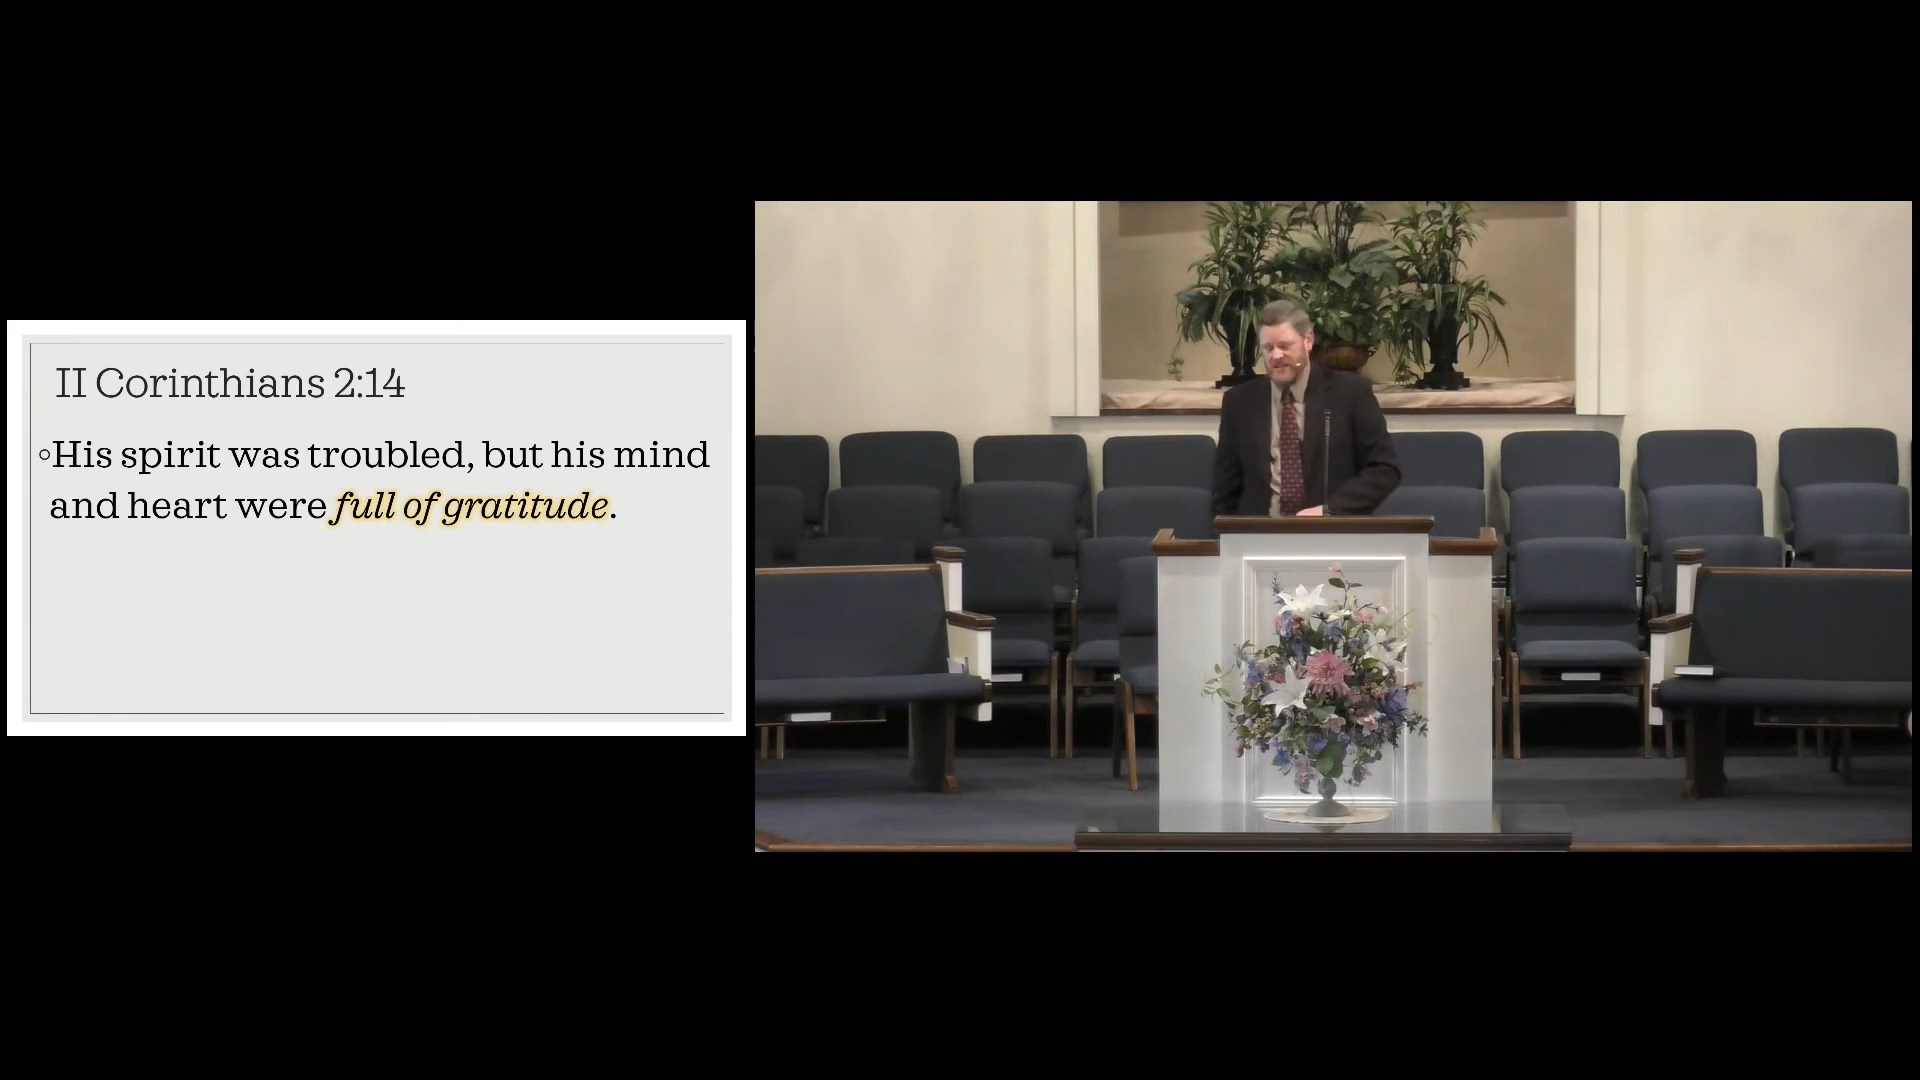 II Corinthians 2:14
◦His spirit was troubled, but his mind
and heart were full of gratitude.